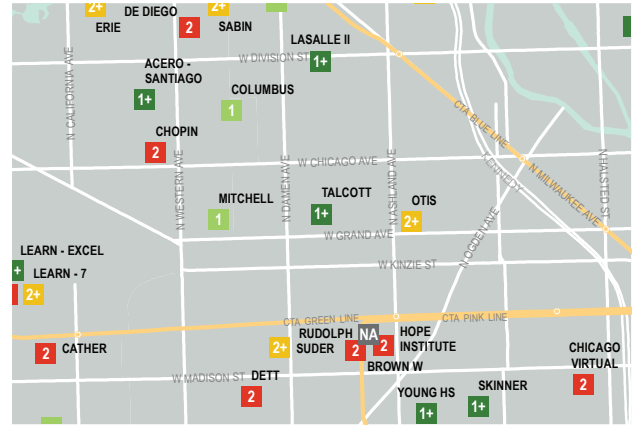 2+
DE DIEGO
2+
ERIE
2
SABIN
LASALLE II
W DIVISION ST
1+
ACERO -
SANTIAGO
1+
COLUMBUS
1
N CALIFORNIA AVE
CTA BLUE LINE
CHOPIN
2
W CHICAGO AVE
KENNEDY
N MILWAUKEE AVE
N HALSTED ST
N WESTERN AVE
N DAMEN AVE
N ASHLAND AVE
MITCHELL
1
TALCOTT
1+
OTIS
2+
W GRAND AVE
N OGDEN AVE
LEARN - EXCEL
+
LEARN - 7
2+
W KINZIE ST
CTA GREEN LINE
CTA PINK LINE
2
CATHER
2+
RUDOLPH
SUDER
NA
2
2
HOPE
INSTITUTE
BROWN W
CHICAGO
VIRTUAL
2
W MADISON ST
DETT
2
YOUNG HS
1+
SKINNER
1+